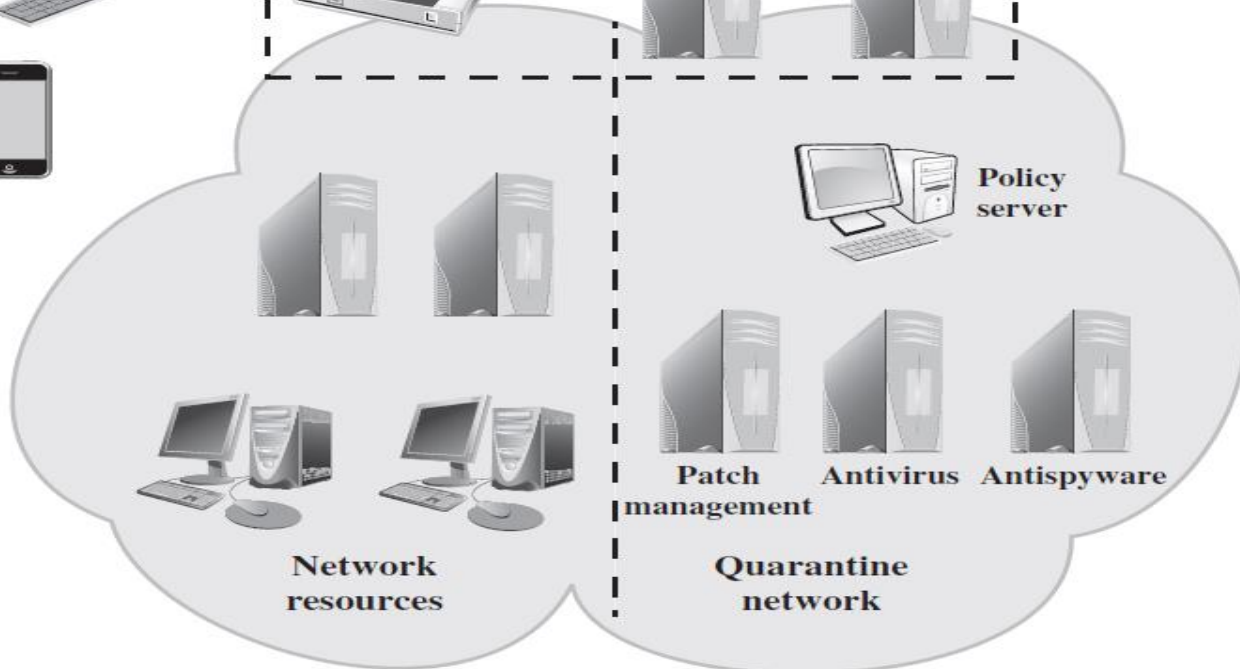 Policy
server
Patch
management
Antivirus
Antispyware
Network
resources
Quarantine
network